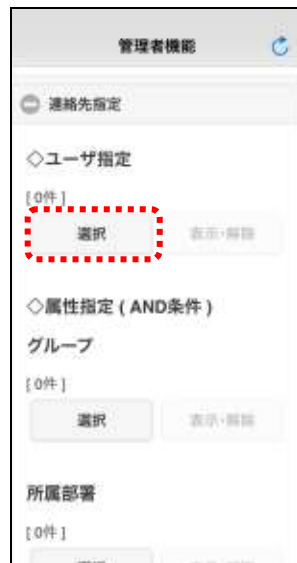 管理者機能
連絡先指定
◇ユーザ指定
[ 0件 ]
選択 表示・解除
◇属性指定 ( AND条件 )
グループ
[ 0件 ]
選択 表示・解除
所属部署
[ 0件 ]